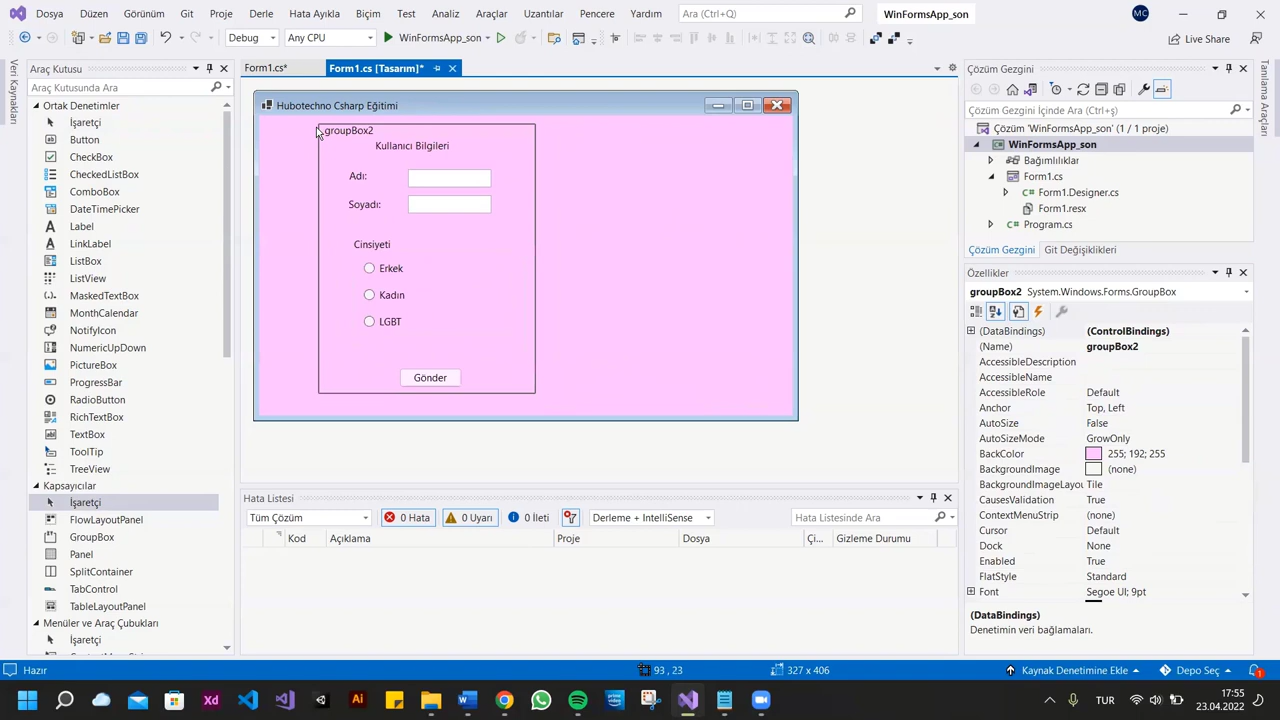 Dosya Düzen Görünüm Git Proje Derle Hata Ayıkla Biçim Test Analiz Araçlar Uzantılar Pencere Yardım Ara (Ctrl+Q) WinFormsApp_son MC
Debug Any CPU WinFormsApp_son Live Share
Veri Kaynakları
Araç Kutusu
Araç Kutusunda Ara
Ortak Denetimler
İşaretçi
Button
CheckBox
CheckedListBox
ComboBox
DateTimePicker
Label
LinkLabel
ListBox
ListView
MaskedTextBox
MonthCalendar
NotifyIcon
NumericUpDown
PictureBox
ProgressBar
RadioButton
RichTextBox
TextBox
ToolTip
TreeView
Kapsayıcılar
İşaretçi
FlowLayoutPanel
GroupBox
Panel
SplitContainer
TabControl
TableLayoutPanel
Menüler ve Araç Çubukları
İşaretçi
Form1.cs* Form1.cs [Tasarım]*
Hubotechno Csharp Eğitimi
groupBox2
Kullanıcı Bilgileri
Adı:
Soyadı:
Cinsiyeti
Erkek
Kadın
LGBT
Gönder
Hata Listesi
Tüm Çözüm 0 Hata 0 Uyarı 0 İleti Derleme + IntelliSense Hata Listesinde Ara
Kod Açıklama Proje Dosya Çi... Gizleme Durumu
Çözüm Gezgini
Çözüm Gezgini İçinde Ara (Ctrl+ş)
Çözüm 'WinFormsApp_son' (1 / 1 proje)
WinFormsApp_son
Bağımlılıklar
Form1.cs
Form1.Designer.cs
Form1.resx
Program.cs
Çözüm Gezgini Git Değişiklikleri
Özellikler
groupBox2 System.Windows.Forms.GroupBox
(DataBindings) (ControlBindings)
(Name) groupBox2
AccessibleDescription
AccessibleName
AccessibleRole Default
Anchor Top, Left
AutoSize False
AutoSizeMode GrowOnly
BackColor 255; 192; 255
BackgroundImage (none)
BackgroundImageLayou Tile
CausesValidation True
ContextMenuStrip (none)
Cursor Default
Dock None
Enabled True
FlatStyle Standard
Font Segoe UI; 9pt
(DataBindings)
Denetimin veri bağlamaları.
Tanılama Araçları
Hazır 93 , 23 327 x 406 Kaynak Denetimine Ekle Depo Seç 1
Xd Ai TUR 17:55
23.04.2022